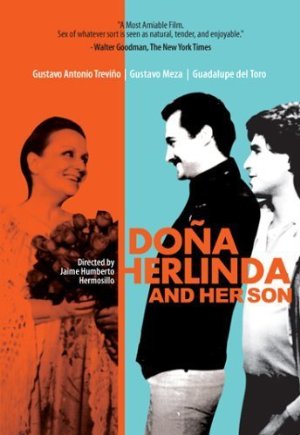 "A Most Amiable Film.
Sex of whatever sort is seen as natural, tender, and enjoyable."
-Walter Goodman, The New York Times
Gustavo Antonio Treviño | Gustavo Meza | Guadalupe del Toro
DOÑA
HERLINDA
AND HER SON
Directed by
Jaime Humberto
Hermosillo